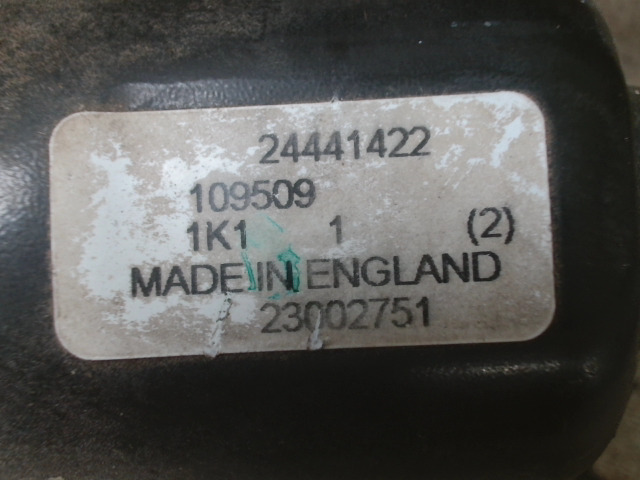 24441422
109509
1K1 1 (2)
MADE IN ENGLAND
23002751